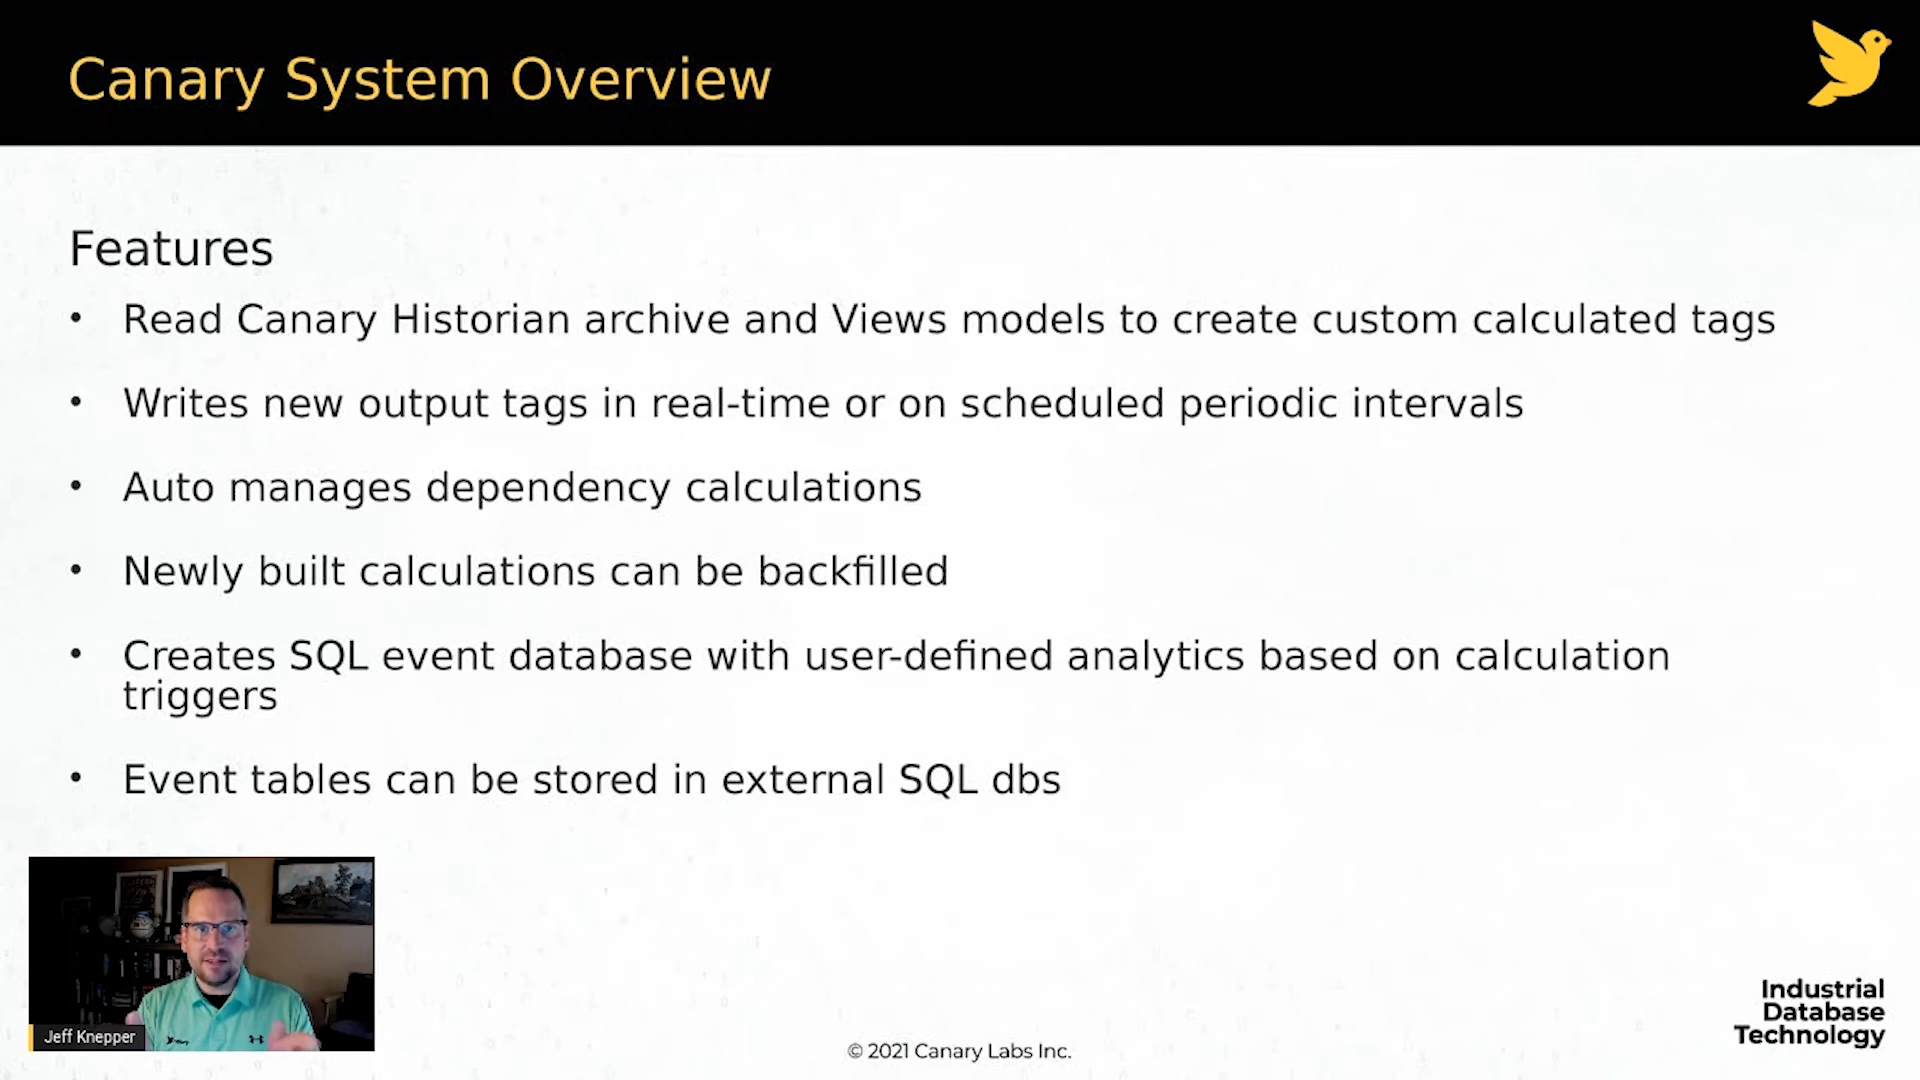 Canary System Overview
Features
• Read Canary Historian archive and Views models to create custom calculated tags
• Writes new output tags in real-time or on scheduled periodic intervals
• Auto manages dependency calculations
• Newly built calculations can be backfilled
• Creates SQL event database with user-defined analytics based on calculation
triggers
• Event tables can be stored in external SQL dbs
Jeff Knepper
© 2021 Canary Labs Inc.
Industrial
Database
Technology